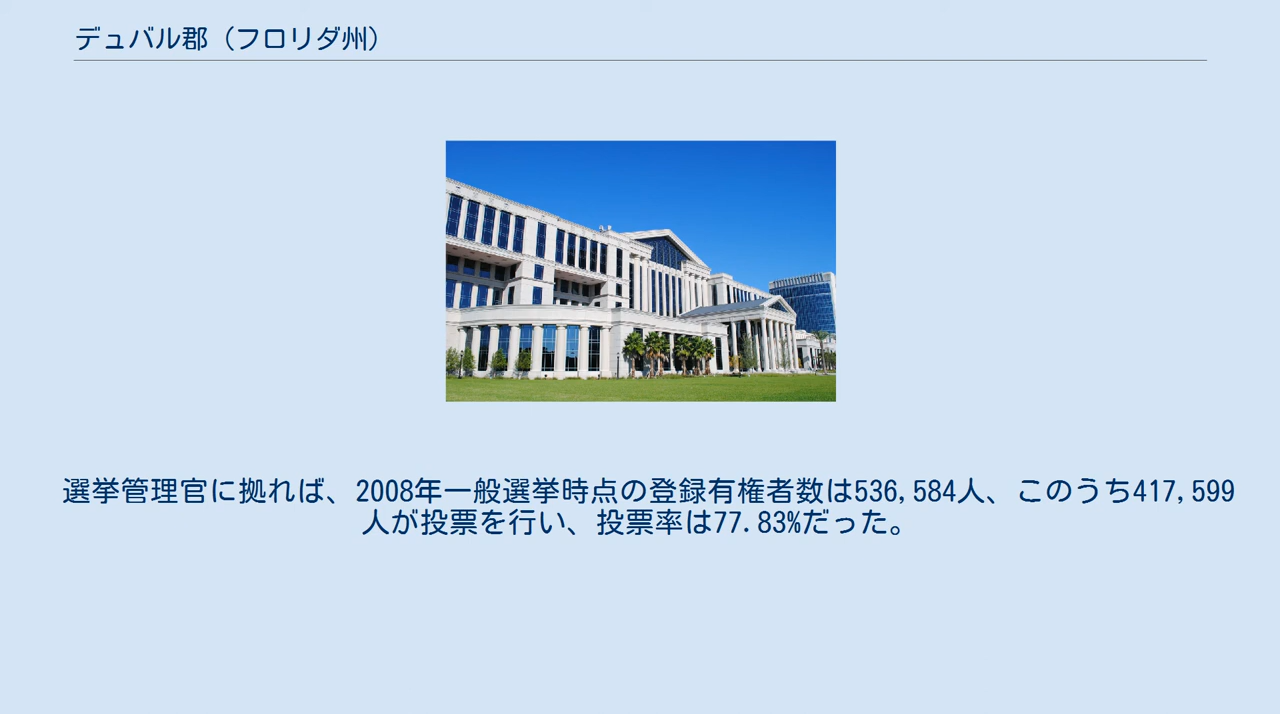 デュバル郡（フロリダ州）
選挙管理官に拠れば、2008年一般選挙時点の登録有権者数は536,584人、このうち417,599
人が投票を行い、投票率は77.83%だった。